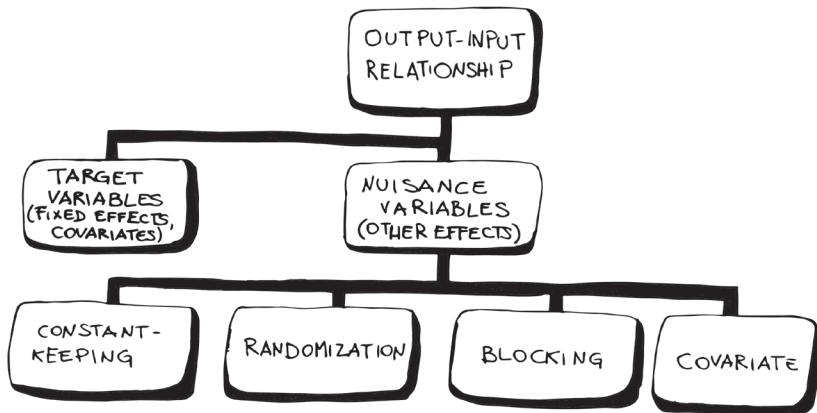 OUTPUT-INPUT
RELATIONSHIP
TARGET
VARIABLES
(FIXED EFFECTS,
COVARIATES)
NUISANCE
VARIABLES
(OTHER EFFECTS)
CONSTANT-
KEEPING
RANDOMIZATION
BLOCKING
COVARIATE